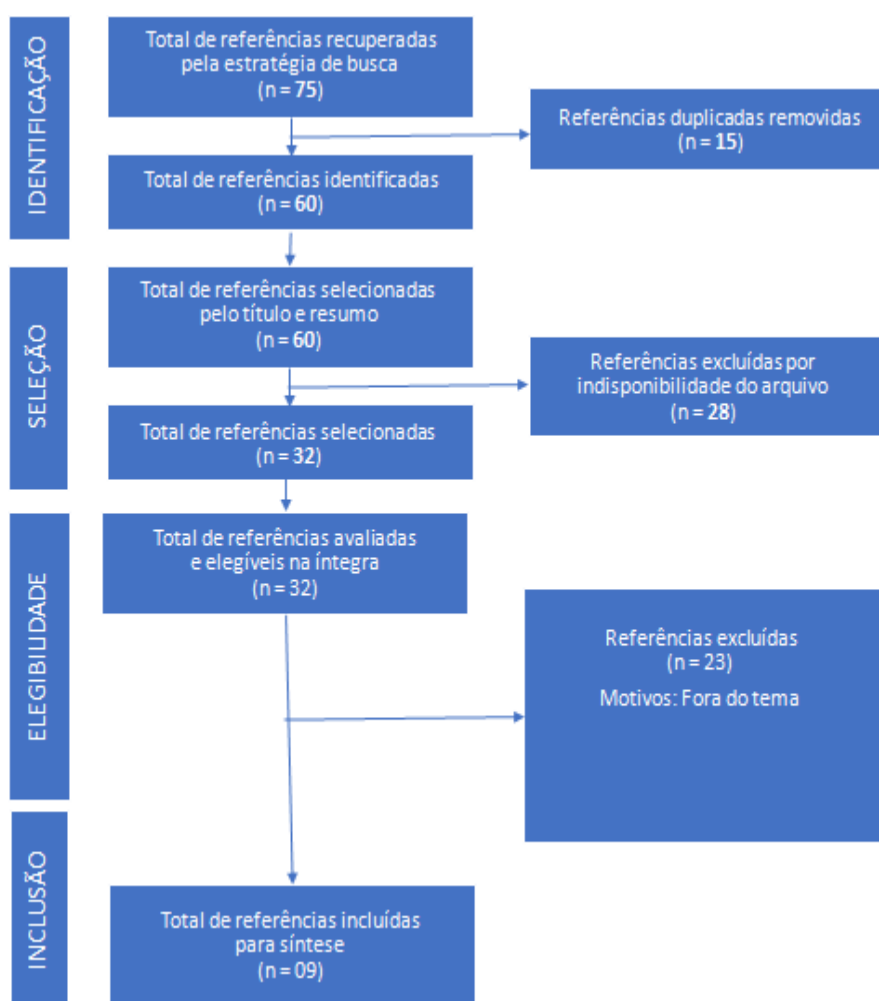 IDENTIFICAÇÃO
Total de referências recuperadas
pela estratégia de busca
(n = 75)
Referências duplicadas removidas
(n = 15)
Total de referências identificadas
(n = 60)
SELEÇÃO
Total de referências selecionadas
pelo título e resumo
(n = 60)
Referências excluídas por
indisponibilidade do arquivo
(n = 28)
Total de referências selecionadas
(n = 32)
ELEGIBILIDADE
Total de referências avaliadas
e elegíveis na íntegra
(n = 32)
Referências excluídas
(n = 23)
Motivos: Fora do tema
INCLUSÃO
Total de referências incluídas
para síntese
(n = 09)